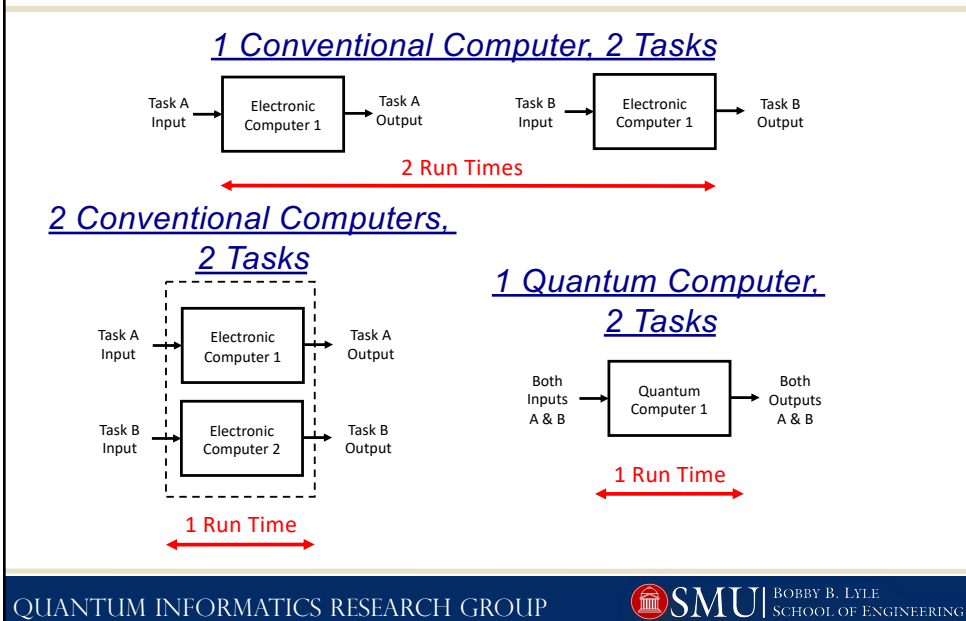 1 Conventional Computer, 2 Tasks
Task A
Input
Electronic
Computer 1
Task A
Output
Task B
Input
Electronic
Computer 1
Task B
Output
2 Run Times
2 Conventional Computers,
2 Tasks
Task A
Input
Electronic
Computer 1
Task A
Output
Task B
Input
Electronic
Computer 2
Task B
Output
1 Run Time
1 Quantum Computer,
2 Tasks
Both
Inputs
A & B
Quantum
Computer 1
Both
Outputs
A & B
1 Run Time
QUANTUM INFORMATICS RESEARCH GROUP
SMU
BOBBY B. LYLE
SCHOOL OF ENGINEERING